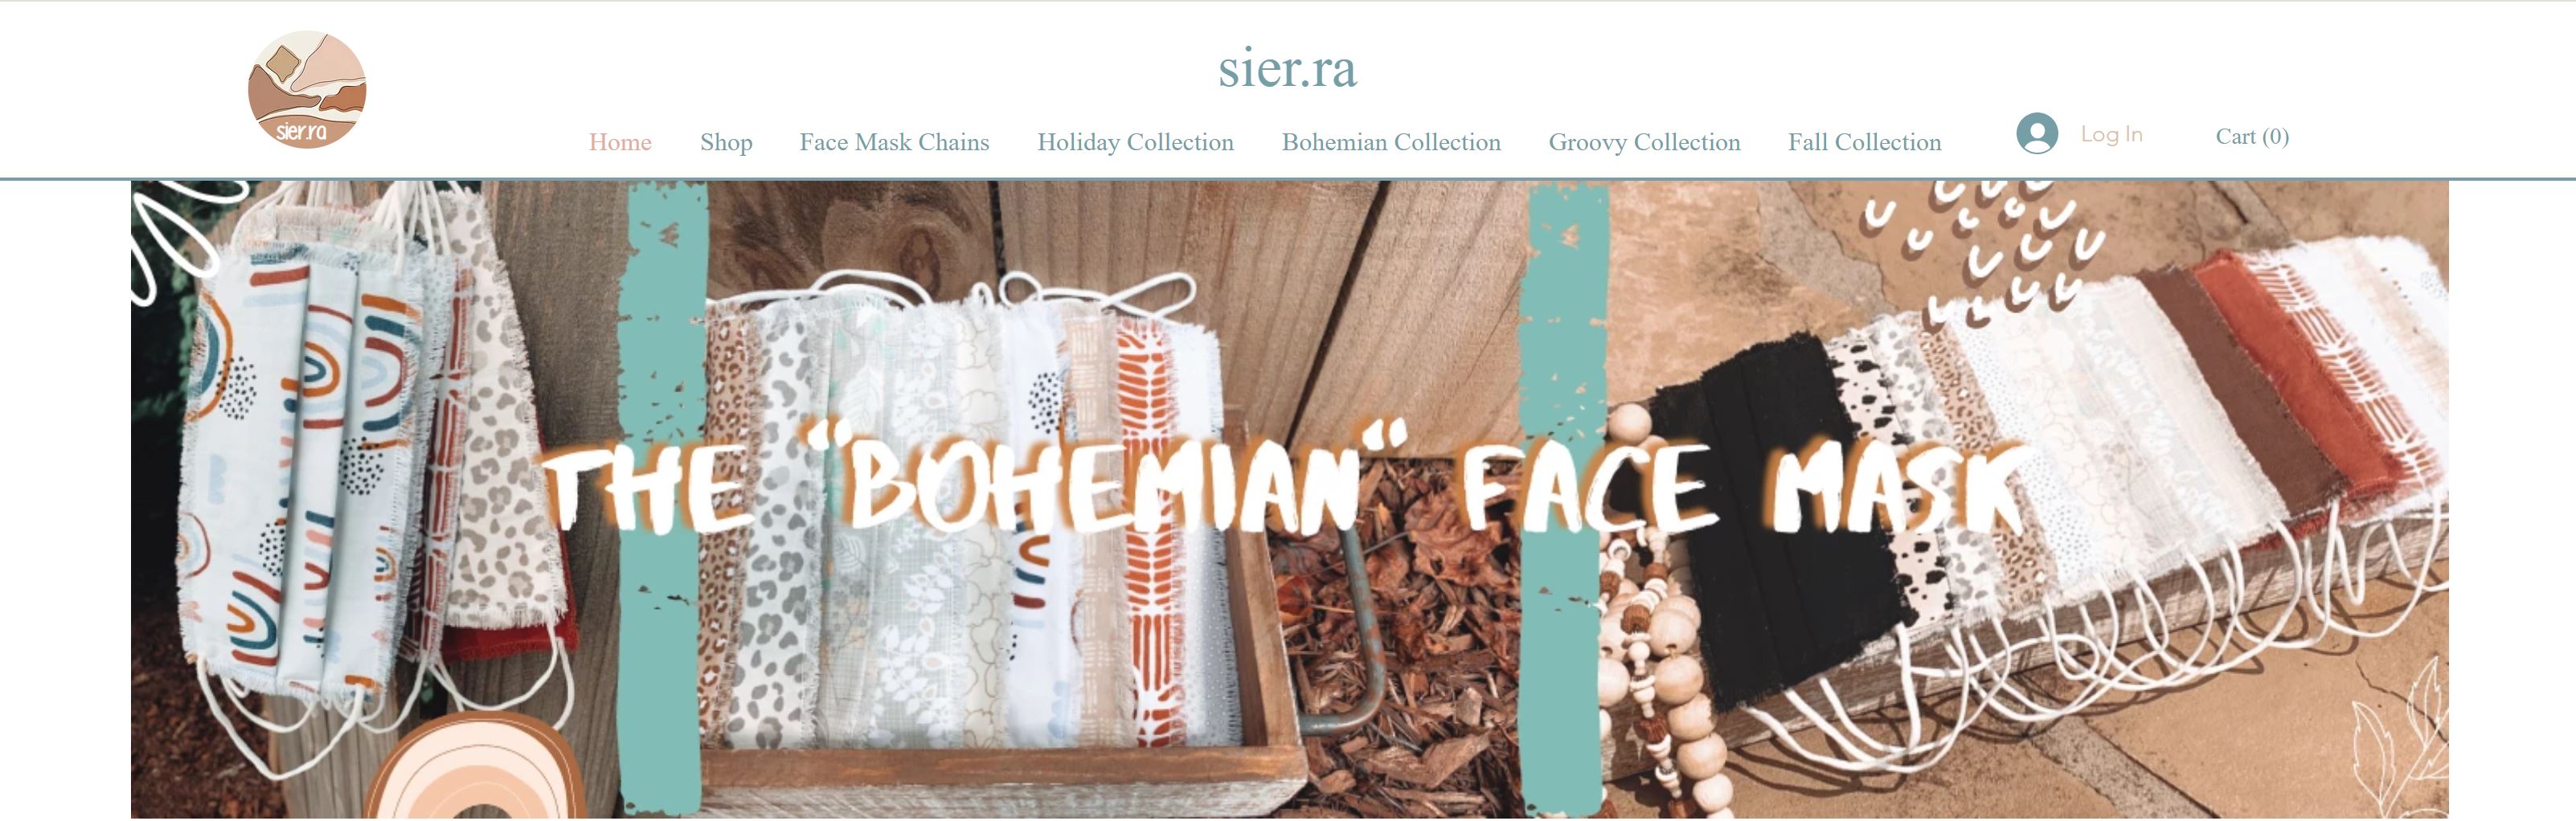 sier.ra
sier.ra
Home Shop Face Mask Chains Holiday Collection Bohemian Collection Groovy Collection Fall Collection Log In Cart (0)
THE “BOHEMIAN“ FACE MASK